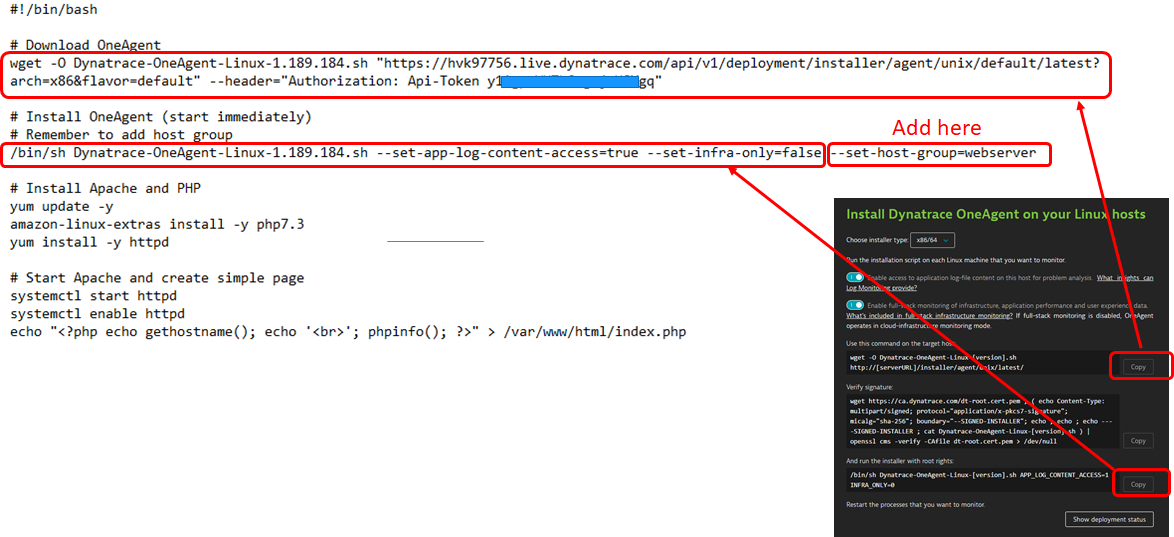 #!/bin/bash
# Download OneAgent
wget -O Dynatrace-OneAgent-Linux-1.189.184.sh "https://hvk97756.live.dynatrace.com/api/v1/deployment/installer/agent/unix/default/latest?
arch=x86&flavor=default" --header="Authorization: Api-Token
# Install OneAgent (start immediately)
# Remember to add host group
Add here
/bin/sh Dynatrace-OneAgent-Linux-1.189.184.sh --set-app-log-content-access=true --set-infra-only=false --set-host-group=webserver
# Install Apache and PHP
yum update -y
amazon-linux-extras install -y php7.3
yum install -y httpd
# Start Apache and create simple page
systemctl start httpd
systemctl enable httpd
echo "<?php echo gethostname(); echo '<br>'; phpinfo(); ?>" > /var/www/html/index.php
Install Dynatrace OneAgent on your Linux hosts
Choose installer type: x86/64
Run the installation script on each Linux machine that you want to monitor.
Enable access to application log-file content on this host for problem analysis. What insights can
Log Monitoring provide?
Enable full-stack monitoring of infrastructure, application performance and user experience data.
What's included in full-stack infrastructure monitoring? If full-stack monitoring is disabled, OneAgent
operates in cloud-infrastructure monitoring mode.
Use this command on the target host:
wget -O Dynatrace-OneAgent-Linux-[version].sh
http://[serverURL]/installer/agent/unix/latest/
Copy
Verify signature:
wget https://ca.dynatrace.com/dt-root.cert.pem ; ( echo Content-Type:
multipart/signed; protocol="application/x-pkcs7-signature";
micalg="sha-256"; boundary="--SIGNED-INSTALLER"; echo ; echo ; echo ---
-SIGNED-INSTALLER ; cat Dynatrace-OneAgent-Linux-[version].sh ) |
openssl cms -verify -CAfile dt-root.cert.pem > /dev/null
Copy
And run the installer with root rights:
/bin/sh Dynatrace-OneAgent-Linux-[version].sh APP_LOG_CONTENT_ACCESS=1
INFRA_ONLY=0
Copy
Restart the processes that you want to monitor.
Show deployment status